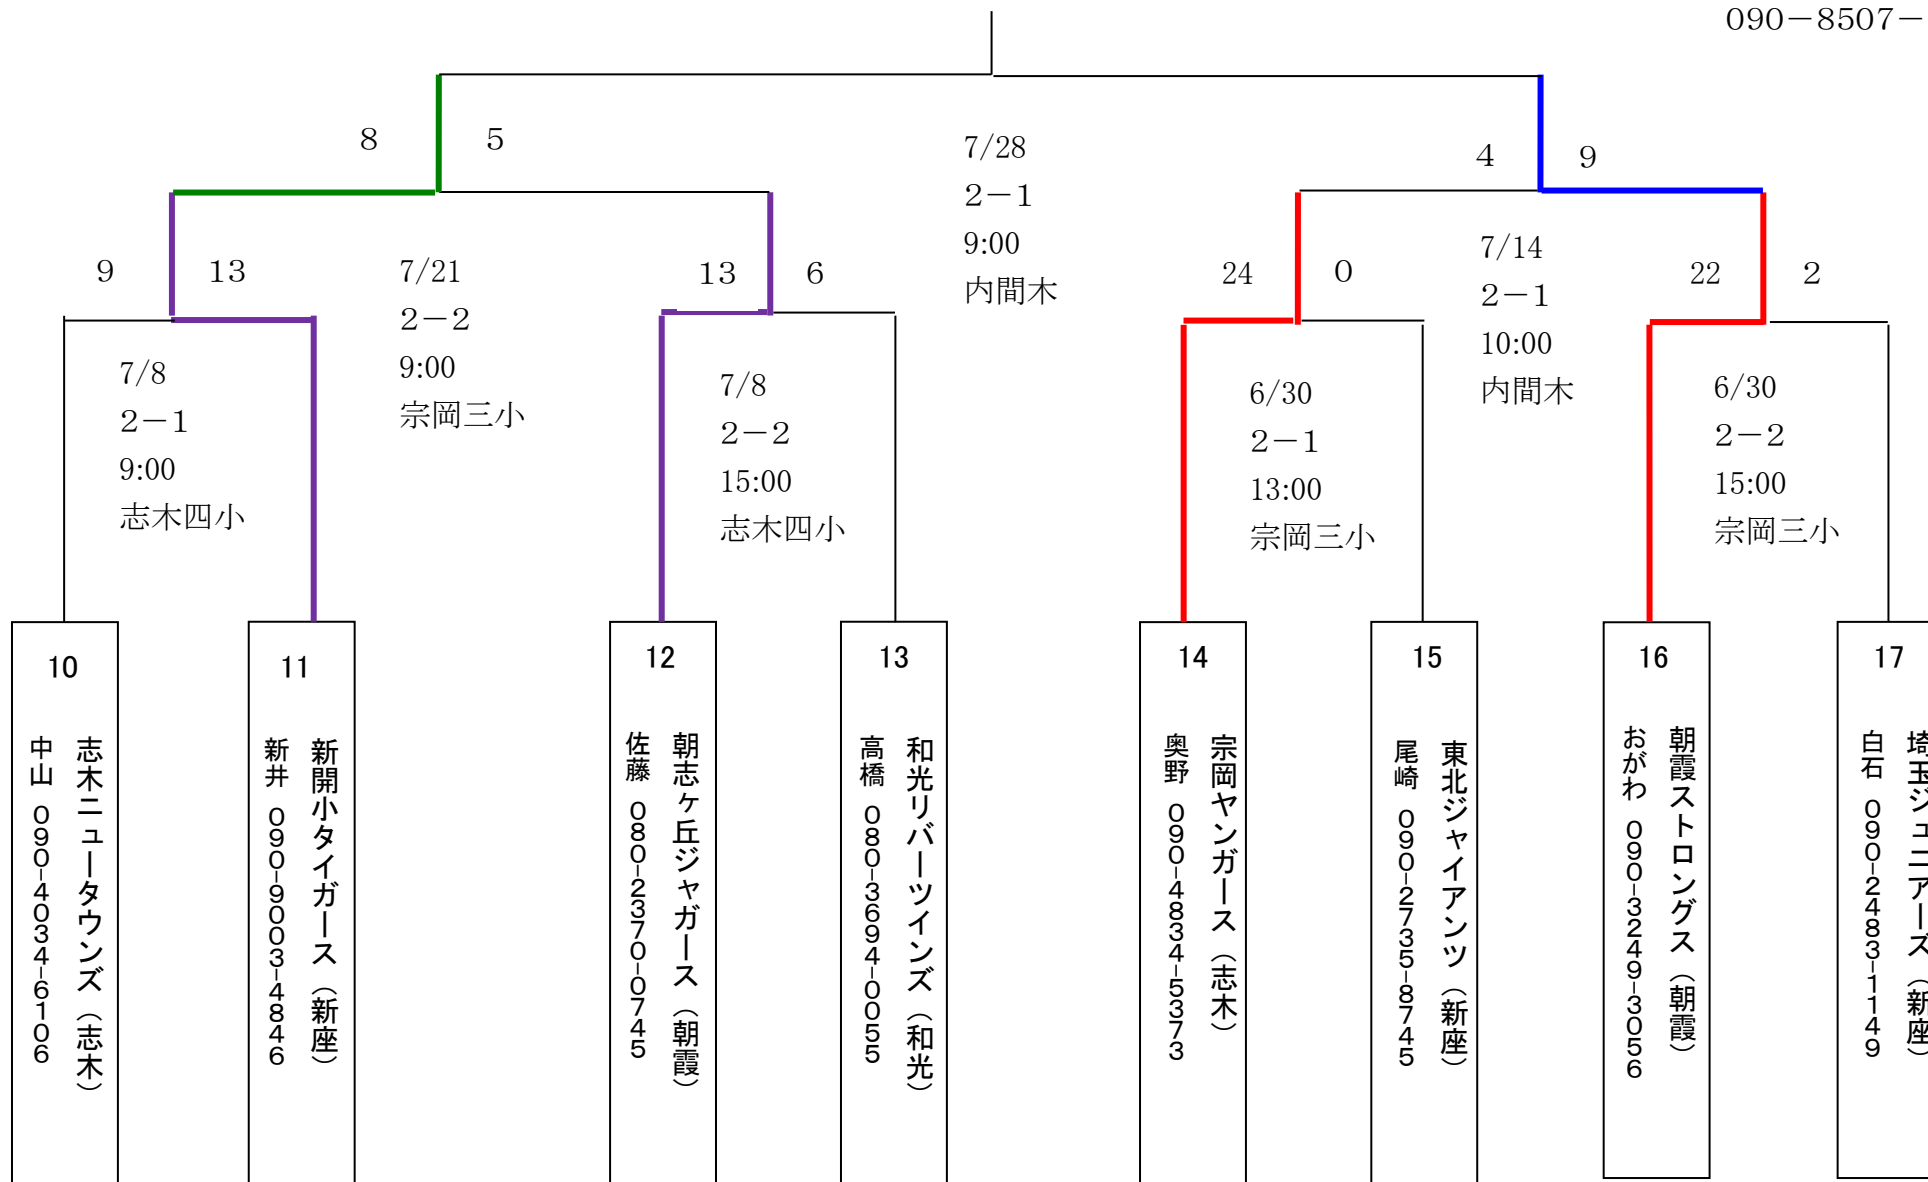 ０９０－８５０７－
８
５
７/２８
２－１
９:００
内間木
４
９
９
１３
７/２１
２－２
９:００
宗岡三小
１３
６
２４
０
７/１４
２－１
１０:００
内間木
２２
２
７/８
２－１
９:００
志木四小
７/８
２－２
１５:００
志木四小
６/３０
２－１
１３:００
宗岡三小
６/３０
２－２
１５:００
宗岡三小
10
志木ニュータウンズ（志木）
中山　０９０-４０３４-６１０６
11
新開小タイガース（新座）
新井　０９０-９００３-４８４６
12
朝志ヶ丘ジャガース（朝霞）
佐藤　０８０-２３７０-０７４５
13
和光リバーツインズ（和光）
高橋　０８０-３６９４-００５５
14
宗岡ヤンガース（志木）
奥野　０９０-４８３４-５３７３
15
東北ジャイアンツ（新座）
尾崎　０９０-２７３５-８７４５
16
朝霞ストロングス（朝霞）
おがわ　０９０-３２４９-３０５６
17
埼玉ジュニアーズ（新座）
白石　０９０-２４８３-１１４９